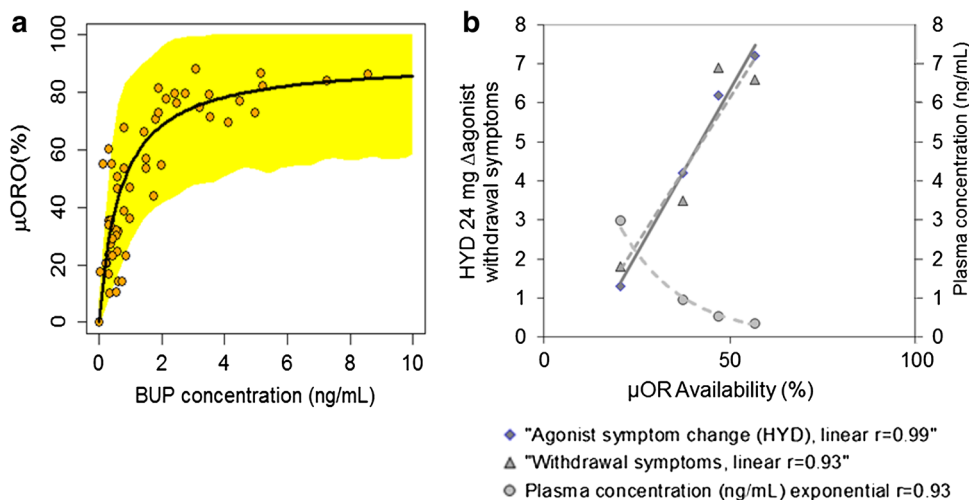 a
100
80
60
40
20
0
μORO(%)
0 2 4 6 8 10
BUP concentration (ng/mL)
b
8
7
6
5
4
3
2
1
0
HYD 24 mg Δagonist
withdrawal symptoms
8
7
6
5
4
3
2
1
0
Plasma concentration (ng/mL)
0 50 100
μOR Availability (%)
"Agonist symptom change (HYD), linear r=0.99"
"Withdrawal symptoms, linear r=0.93"
Plasma concentration (ng/mL) exponential r=0.93